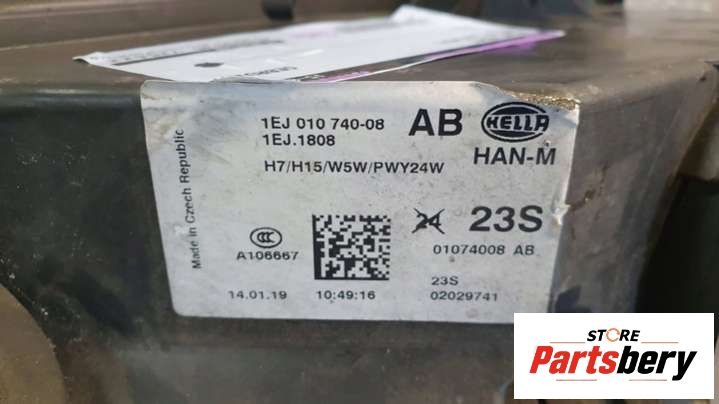 1EJ 010 740-08 AB HELLA
1EJ.1808
HAN-M
H7/H15/W5W/PWY24W
Made in Czech Republic
CCC
A106667
24 23S
01074008 AB
23S
14.01.19 10:49:16 02029741
STORE
Partsbery